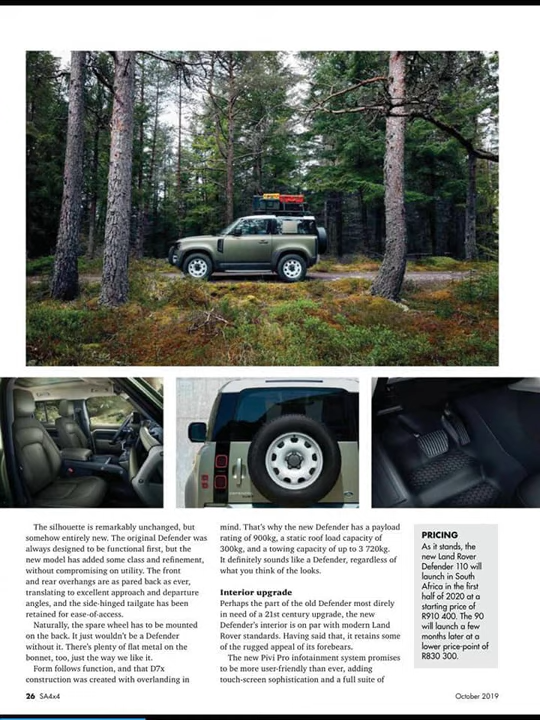 The silhouette is remarkably unchanged, but
somehow entirely new. The original Defender was
always designed to be functional first, but the
new model has added some class and refinement,
without compromising on utility. The front
and rear overhangs are as pared back as ever,
translating to excellent approach and departure
angles, and the side-hinged tailgate has been
retained for ease-of-access.
Naturally, the spare wheel has to be mounted
on the back. It just wouldn't be a Defender
without it. There's plenty of flat metal on the
bonnet, too, just the way we like it.
Form follows function, and that D7x
construction was created with overlanding in
mind. That's why the new Defender has a payload
rating of 900kg, a static roof load capacity of
300kg, and a towing capacity of up to 3 720kg.
It definitely sounds like a Defender, regardless of
what you think of the looks.
Interior upgrade
Perhaps the part of the old Defender most direly
in need of a 21st century upgrade, the new
Defender's interior is on par with modern Land
Rover standards. Having said that, it retains some
of the rugged appeal of its forebears.
The new Pivi Pro infotainment system promises
to be more user-friendly than ever, adding
touch-screen sophistication and a full suite of
PRICING
As it stands, the
new Land Rover
Defender 110 will
launch in South
Africa in the first
half of 2020 at a
starting price of
R910 400. The 90
will launch a few
months later at a
lower price-point of
R830 300.
26 SA4x4
October 2019